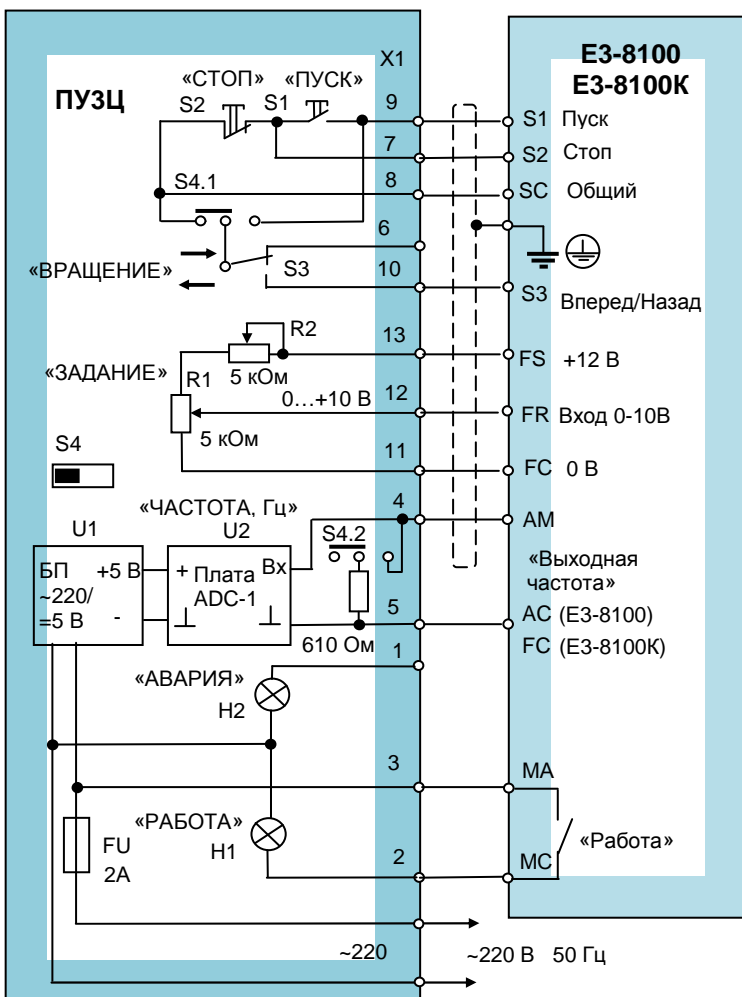 E3-8100
E3-8100К
ПУЗЦ
X1
«СТОП» «ПУСК»
S2 S1 9
S1 Пуск
7
S2 Стоп
S4.1 8
SC Общий
6
«ВРАЩЕНИЕ»
S3
10
S3 Вперед/Назад
R2
13
FS +12 В
«ЗАДАНИЕ»
R1
5 кОм
12
0…+10 В
FR Вход 0-10В
5 кОм
11
FC 0 В
S4
4
AM
«ЧАСТОТА, Гц»
U1 U2
S4.2
«Выходная
частота»
БП +5 В
~220/
=5 В -
+ Плата Вх
ADC-1
⊥ ⊥
610 Ом
5
AC (E3-8100)
FC (E3-8100К)
1
«АВАРИЯ»
H2
3
MA
«РАБОТА»
H1
«Работа»
FU
2А
2
MC
~220
~220 В 50 Гц